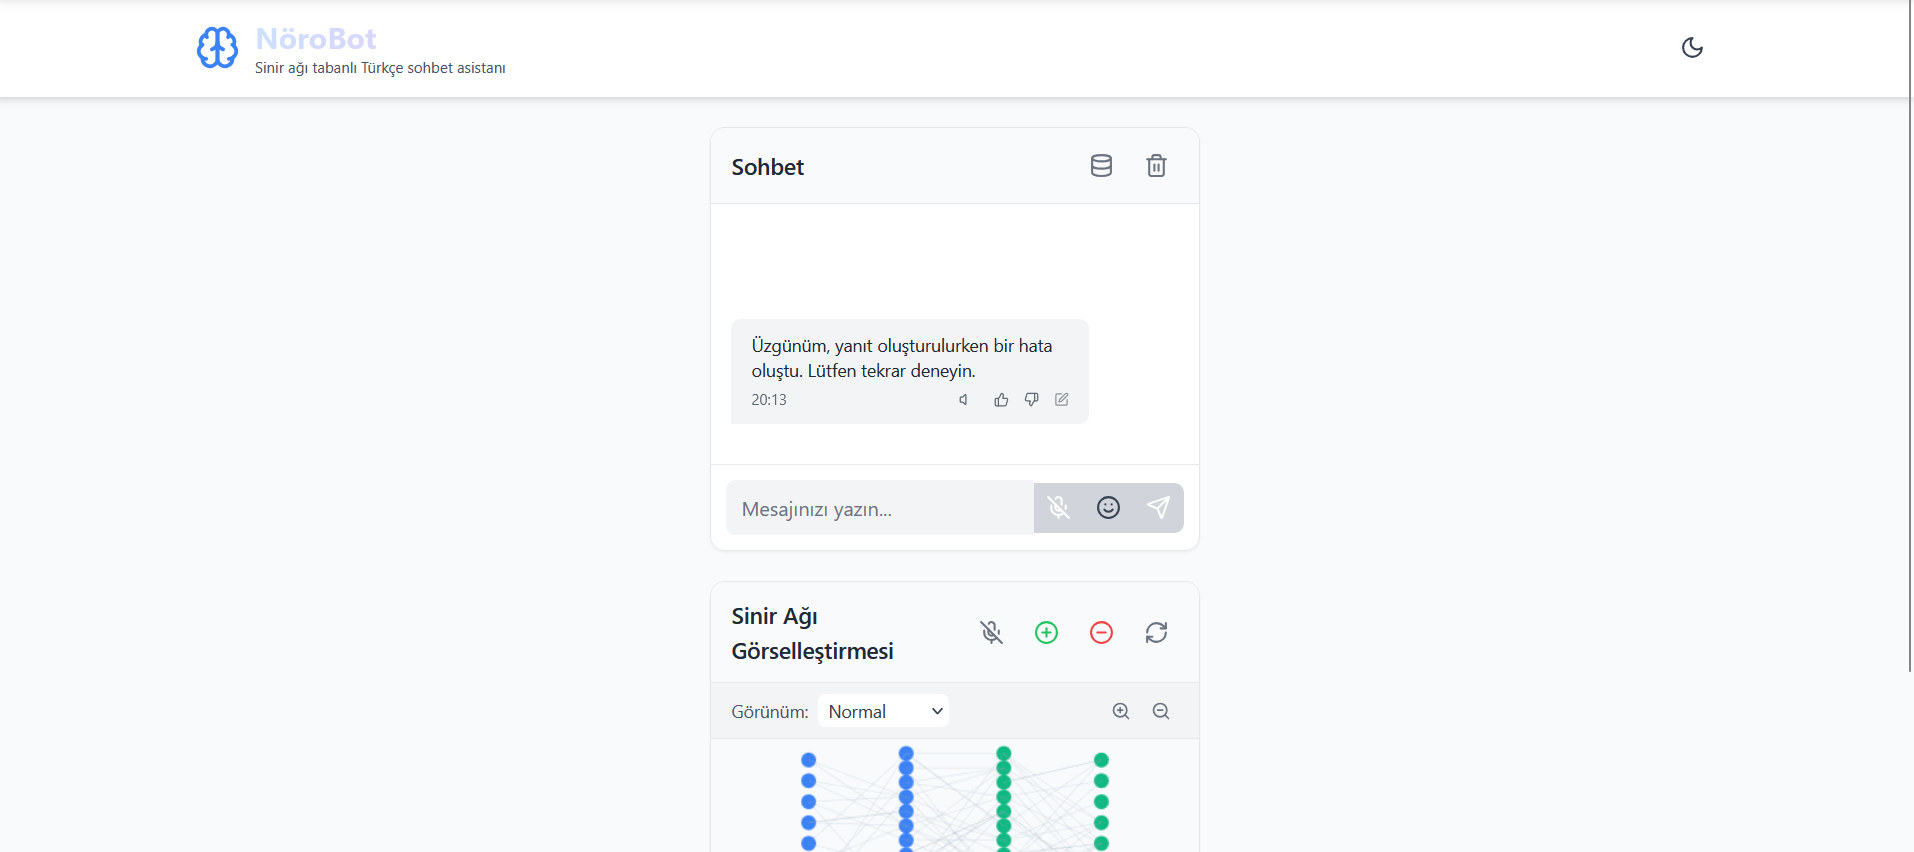 NöroBot
Sinir ağı tabanlı Türkçe sohbet asistanı
Sohbet
Üzgünüm, yanıt oluşturulurken bir hata
oluştu. Lütfen tekrar deneyin.
20:13
Mesajınızı yazın...
Sinir Ağı
Görselleştirmesi
Görünüm: Normal